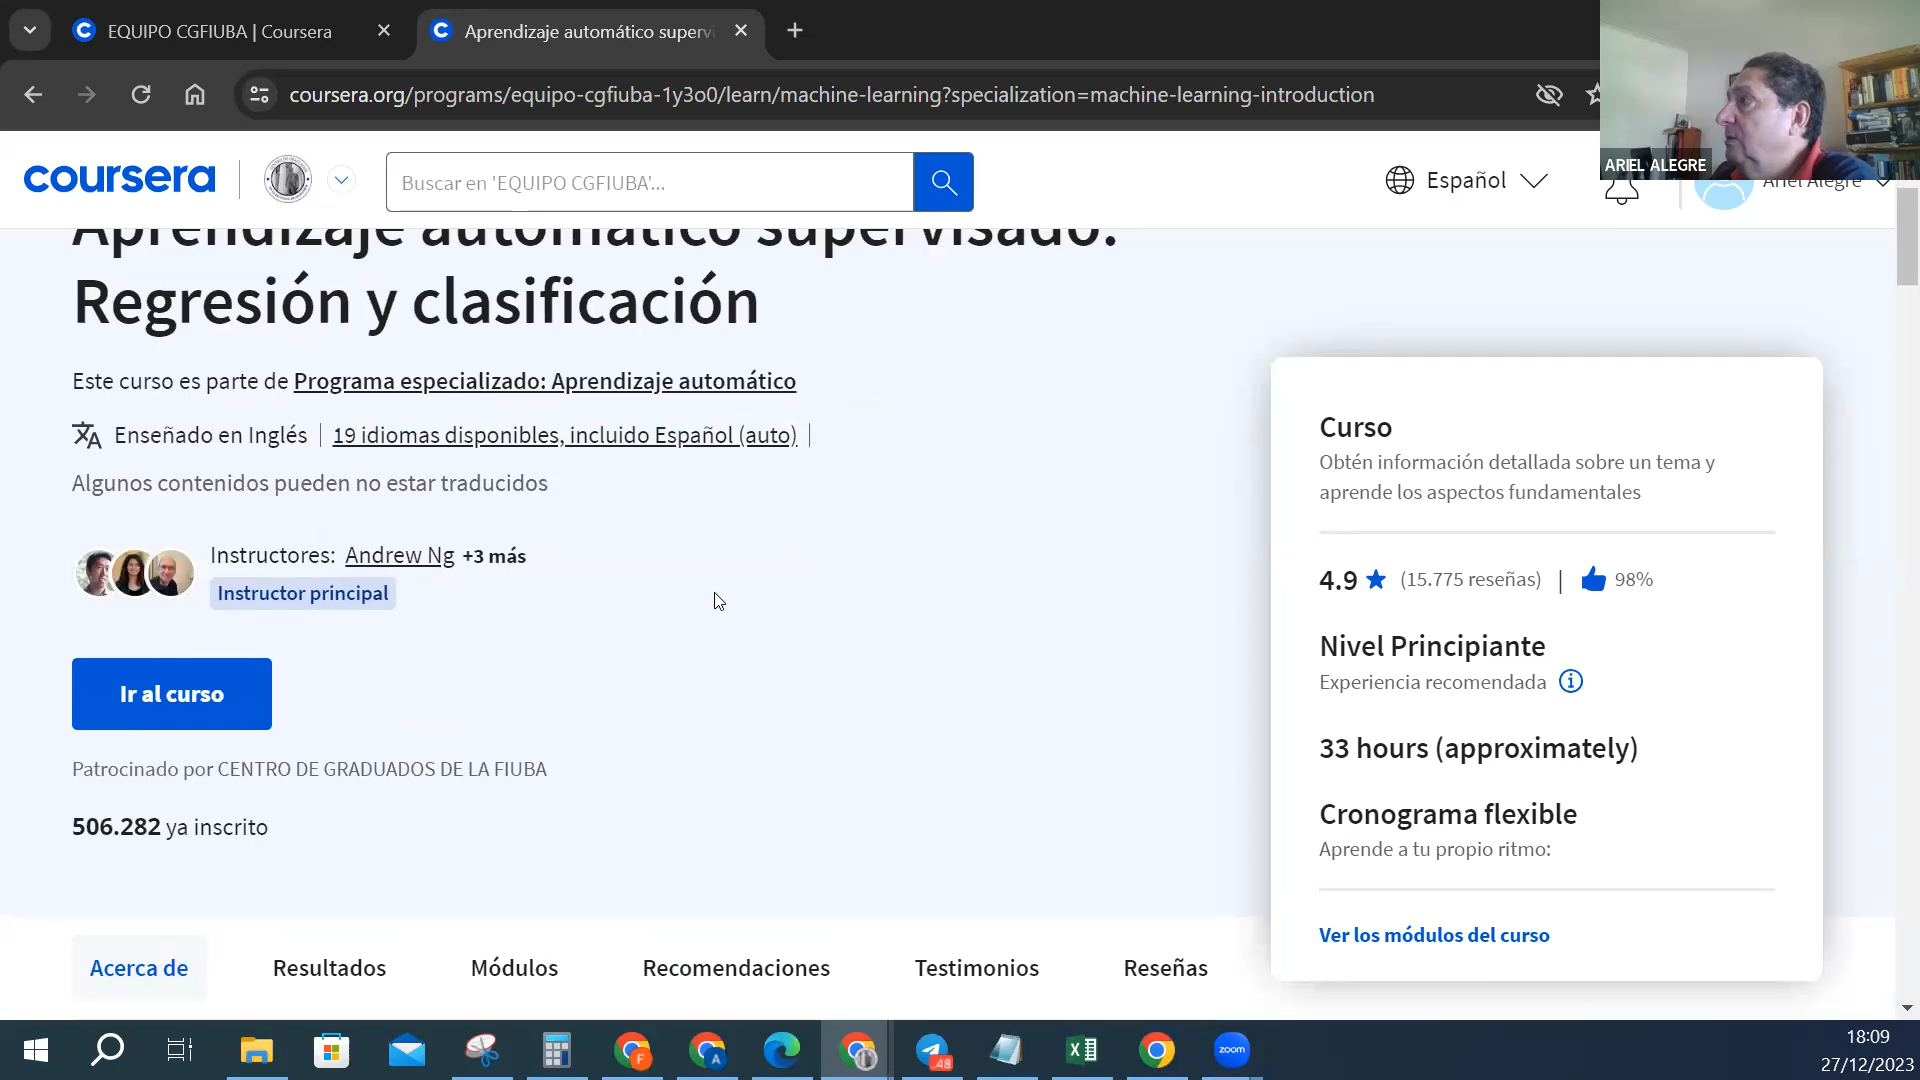 EQUIPO CGFIUBA | Coursera
Aprendizaje automático superv
coursera.org/programs/equipo-cgfiuba-1y3o0/learn/machine-learning?specialization=machine-learning-introduction
ARIEL ALEGRE
coursera
Buscar en 'EQUIPO CGFIUBA'...
Español
Ariel Alegre
Aprendizaje automático supervisado:
Regresión y clasificación
Este curso es parte de Programa especializado: Aprendizaje automático
Enseñado en Inglés | 19 idiomas disponibles, incluido Español (auto) |
Algunos contenidos pueden no estar traducidos
Instructores: Andrew Ng +3 más
Instructor principal
Ir al curso
Patrocinado por CENTRO DE GRADUADOS DE LA FIUBA
506.282 ya inscrito
Curso
Obtén información detallada sobre un tema y
aprende los aspectos fundamentales
4.9 (15.775 reseñas) | 98%
Nivel Principiante
Experiencia recomendada
33 hours (approximately)
Cronograma flexible
Aprende a tu propio ritmo:
Ver los módulos del curso
Acerca de
Resultados
Módulos
Recomendaciones
Testimonios
Reseñas
F
A
zoom
18:09
27/12/2023